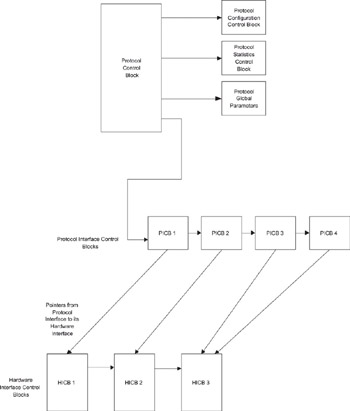 Protocol
Configuration
Control Block
Protocol
Control
Block
Protocol
Statistics
Control
Block
Protocol
Global
Parameters
Protocol Interface Control
Blocks
PICB 1
PICB 2
PICB 3
PICB 4
Pointers from
Protocol
Interface to its
Hardware
Interface
Hardware
Interface Control
Blocks
HICB 1
HICB 2
HICB 3